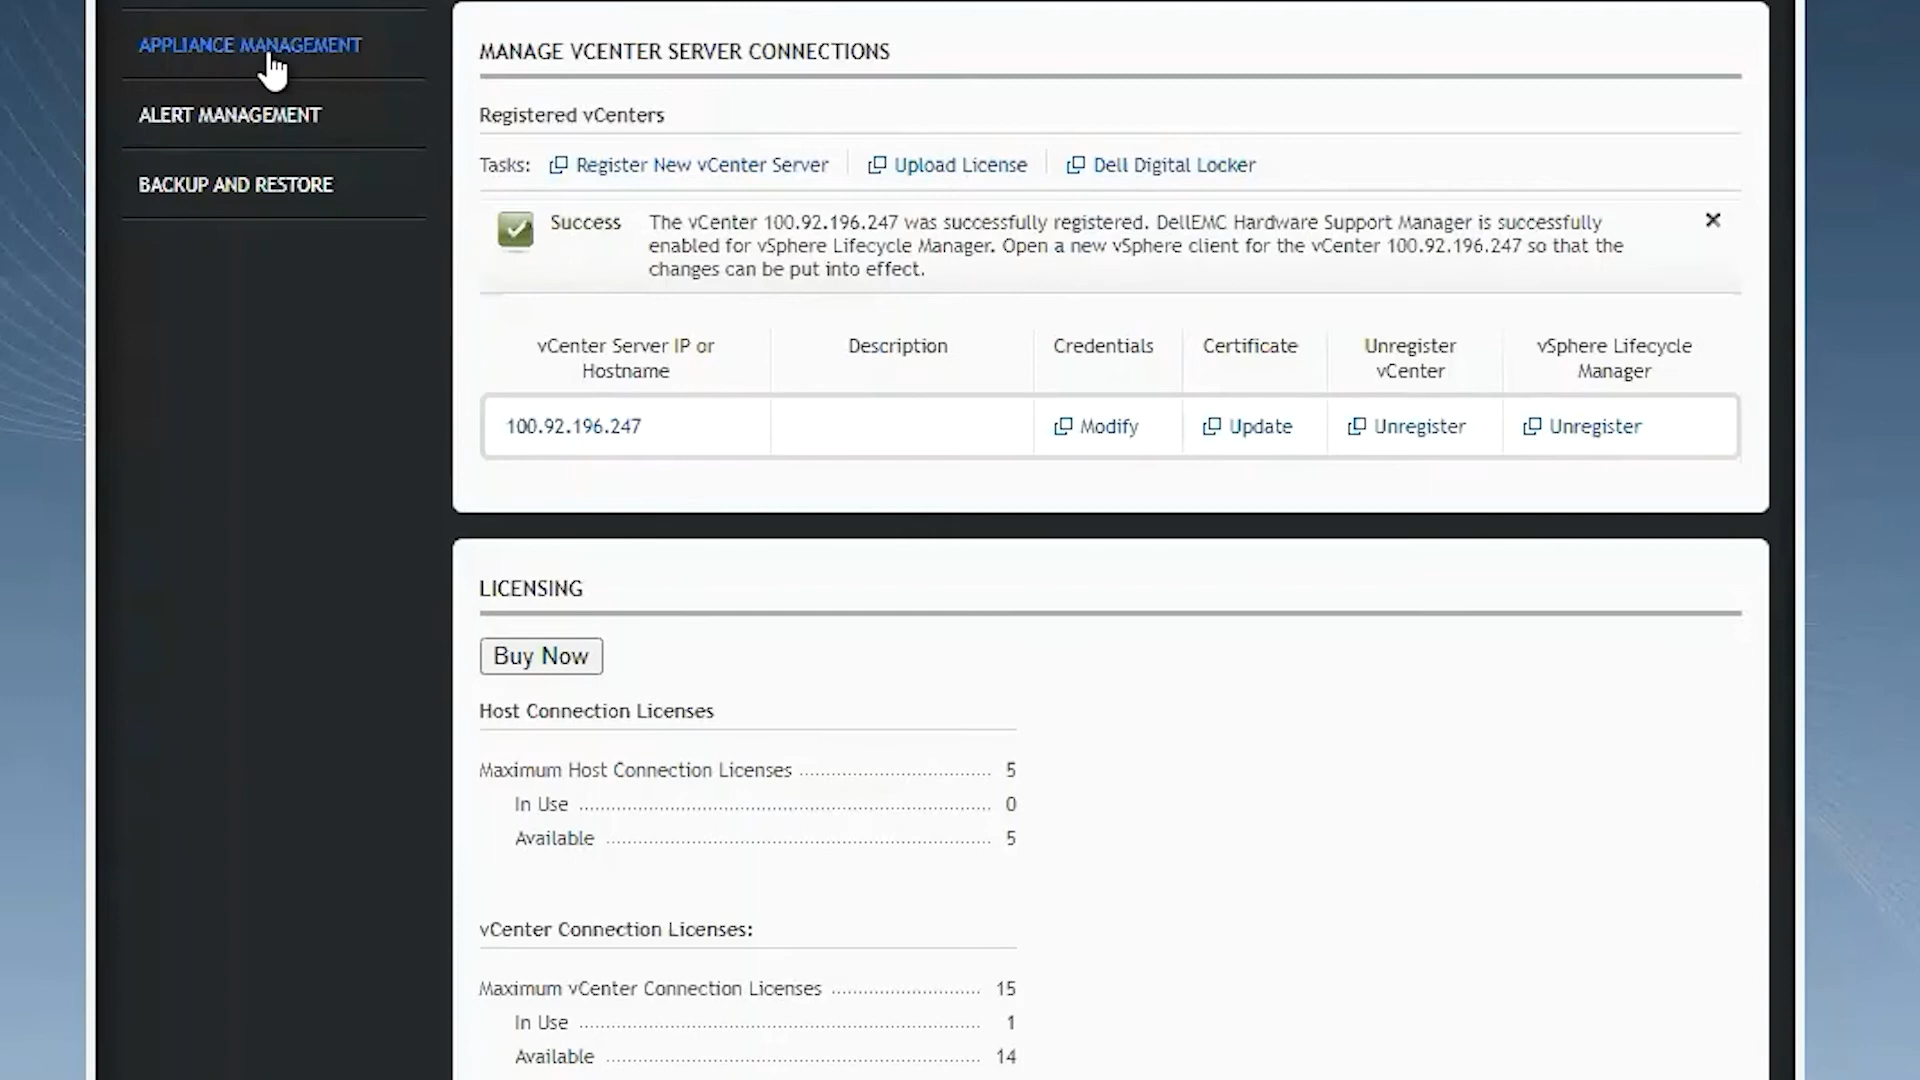 APPLIANCE MANAGEMENT
ALERT MANAGEMENT
BACKUP AND RESTORE
MANAGE VCENTER SERVER CONNECTIONS
Registered vCenters
Tasks: Register New vCenter Server Upload License Dell Digital Locker
Success The vCenter 100.92.196.247 was successfully registered. DellEMC Hardware Support Manager is successfully
enabled for vSphere Lifecycle Manager. Open a new vSphere client for the vCenter 100.92.196.247 so that the
changes can be put into effect.
vCenter Server IP or Hostname Description Credentials Certificate Unregister vCenter vSphere Lifecycle Manager
100.92.196.247 Modify Update Unregister Unregister
LICENSING
Buy Now
Host Connection Licenses
Maximum Host Connection Licenses 5
In Use 0
Available 5
vCenter Connection Licenses:
Maximum vCenter Connection Licenses 15
In Use 1
Available 14